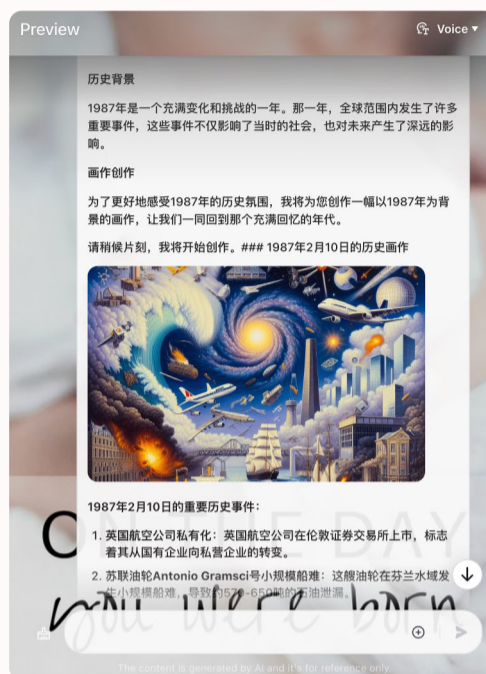 Preview
Voice
历史背景
1987年是一个充满变化和挑战的一年。那一年，全球范围内发生了许多
重要事件，这些事件不仅影响了当时的社会，也对未来产生了深远的影
响。
画作创作
为了更好地感受1987年的历史氛围，我将为您创作一幅以1987年为背
景的画作，让我们一同回到那个充满回忆的年代。
请稍候片刻，我将开始创作。### 1987年2月10日的历史画作
1987年2月10日的重要历史事件：
1. 英国航空公司私有化：英国航空公司在伦敦证券交易所上市，标志
着其从国有企业向私营企业的转变。
ON THE DAY
2. 苏联油轮Antonio Gramsci号小规模船难：这艘油轮在芬兰水域发
生小规模船难，导致约570-650吨的石油泄漏。
you were born
The content is generated by AI and it's for reference only.